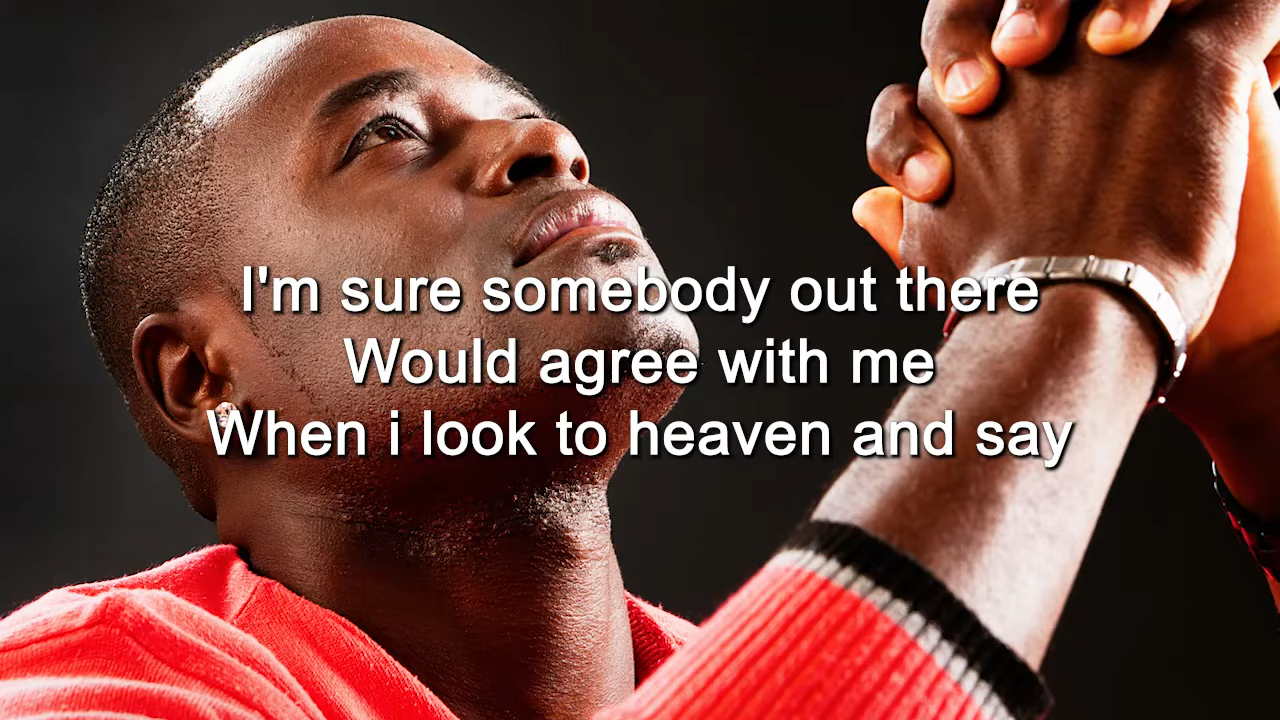 I'm sure somebody out there
Would agree with me
When i look to heaven and say